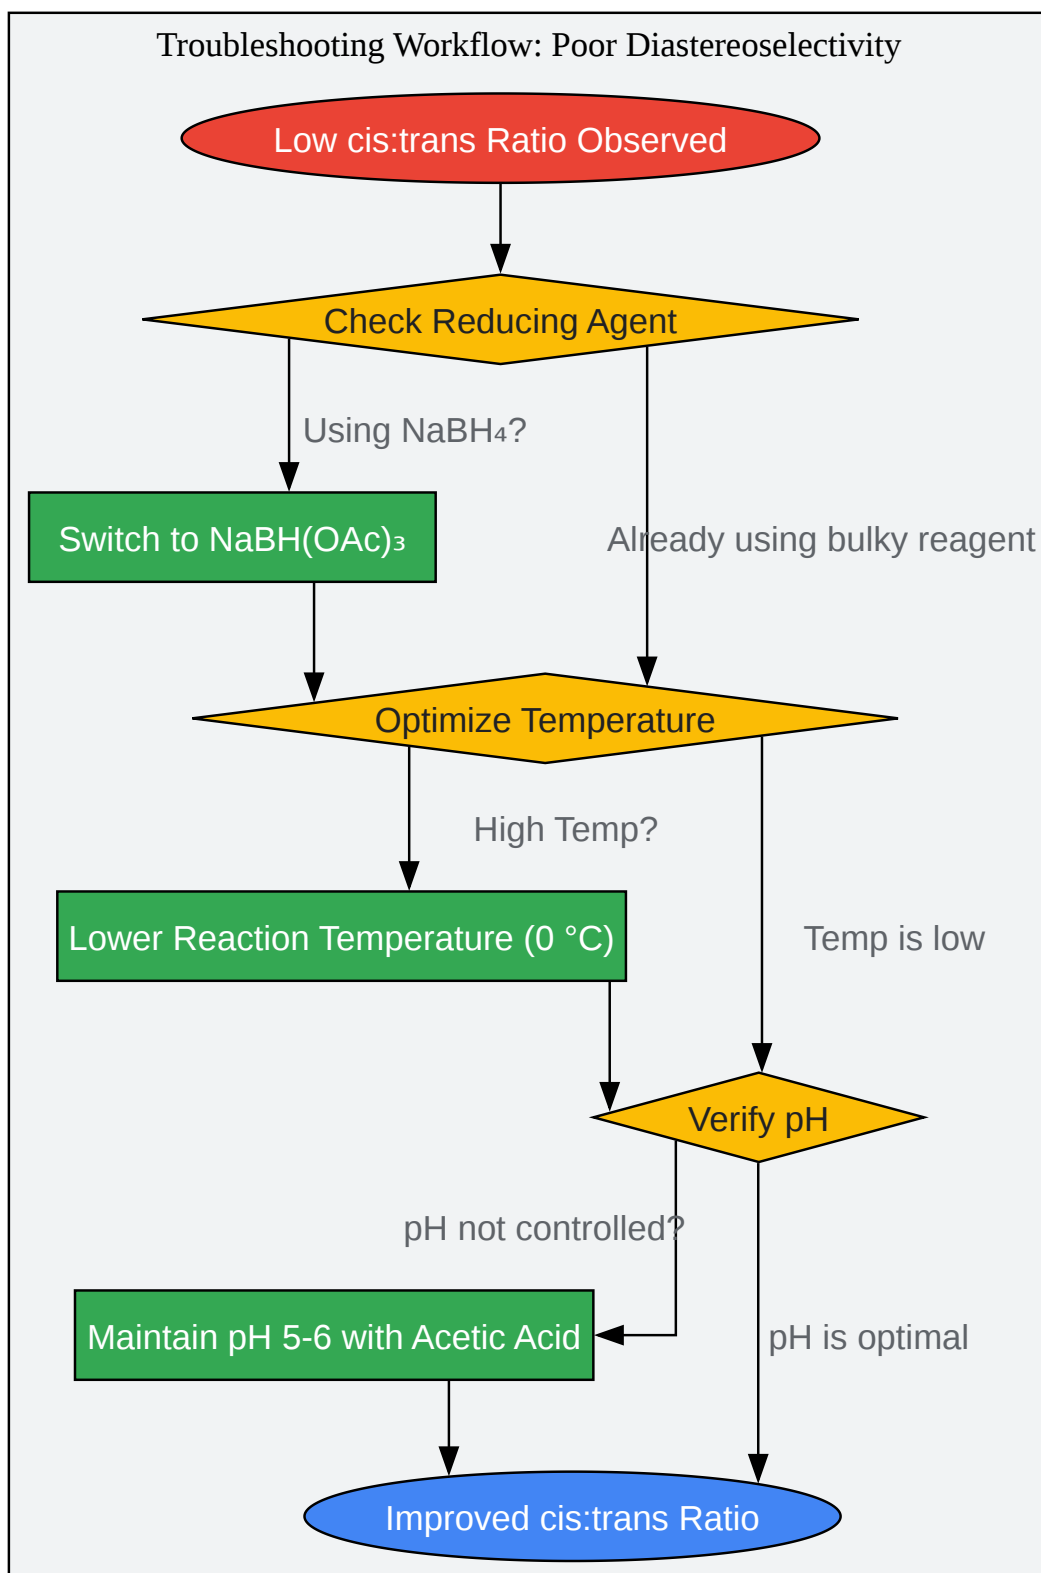 Troubleshooting Workflow: Poor Diastereoselectivity
Low cis:trans Ratio Observed
Check Reducing Agent
Using NaBH₄?
Switch to NaBH(OAc)₃
Already using bulky reagent
Optimize Temperature
High Temp?
Lower Reaction Temperature (0 °C)
Temp is low
Verify pH
pH not controlled?
Maintain pH 5-6 with Acetic Acid
pH is optimal
Improved cis:trans Ratio